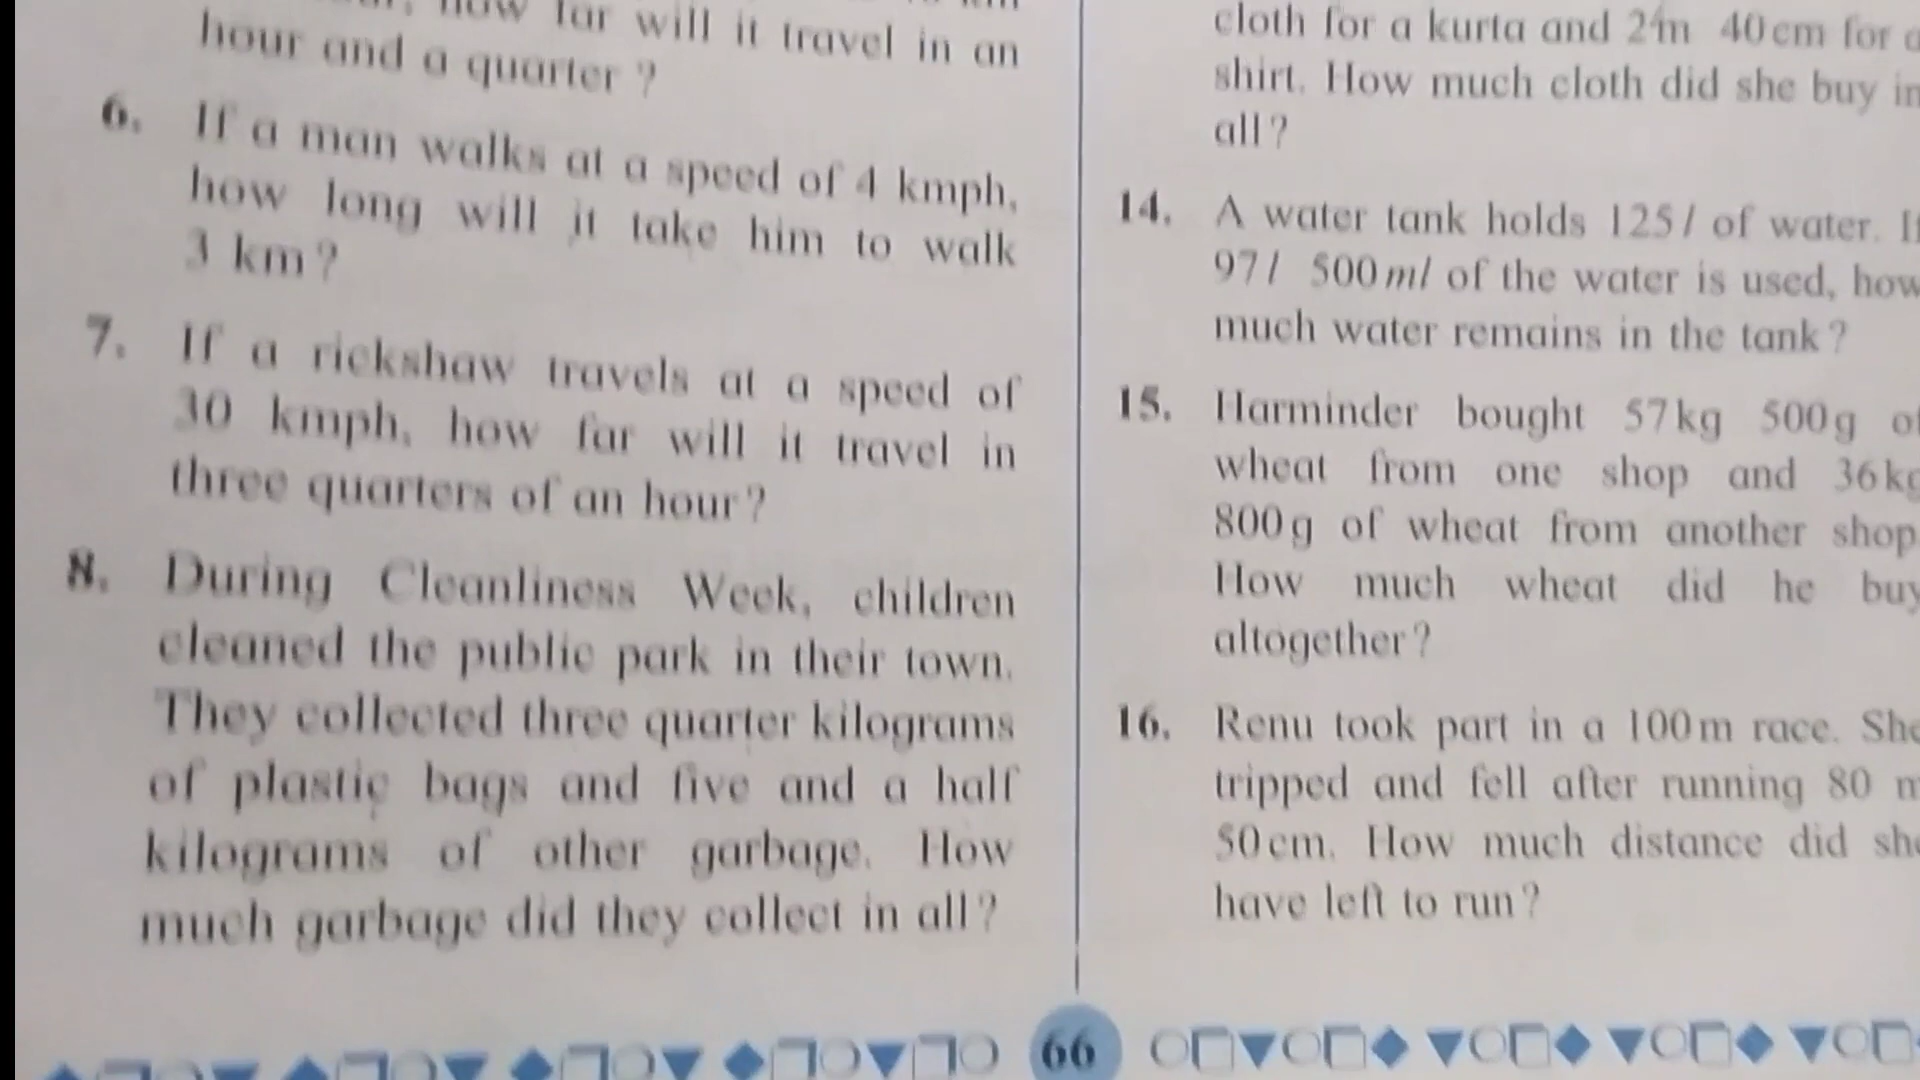 how far will it travel in an
hour and a quarter ?
6. If a man walks at a speed of 4 kmph,
how long will it take him to walk
3 km ?
7. If a rickshaw travels at a speed of
30 kmph, how far will it travel in
three quarters of an hour ?
8. During Cleanliness Week, children
cleaned the public park in their town.
They collected three quarter kilograms
of plastic bags and five and a half
kilograms of other garbage. How
much garbage did they collect in all ?
cloth for a kurta and 2 m 40 cm for
shirt. How much cloth did she buy in
all ?
14. A water tank holds 125 l of water. If
97 l 500 ml of the water is used, how
much water remains in the tank ?
15. Harminder bought 57 kg 500 g of
wheat from one shop and 36 kg
800 g of wheat from another shop
How much wheat did he buy
altogether ?
16. Renu took part in a 100 m race. She
tripped and fell after running 80 m
50 cm. How much distance did she
have left to run ?
66